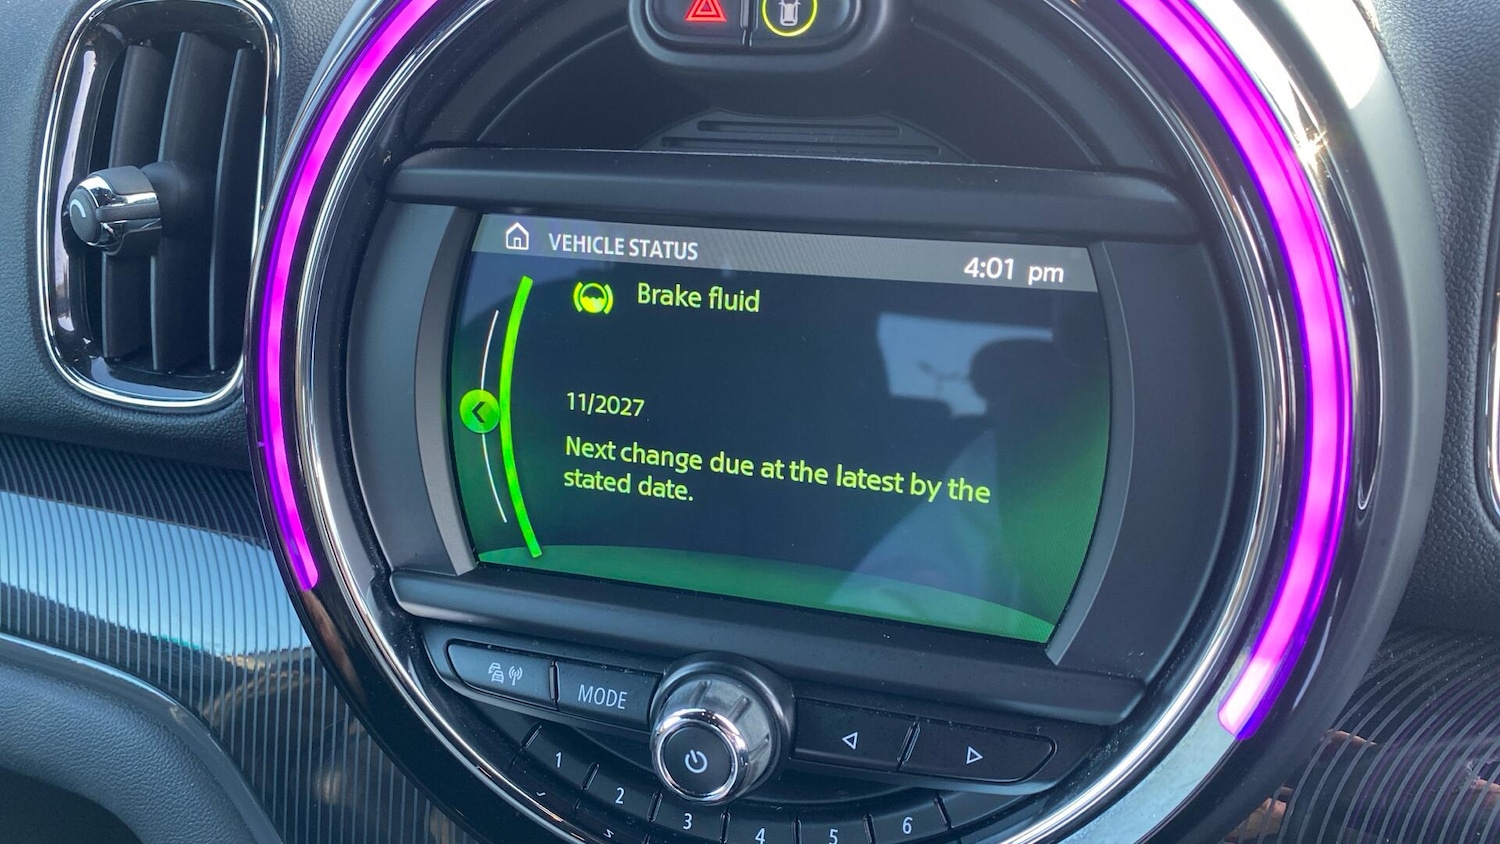 VEHICLE STATUS
4:01 pm
Brake fluid
11/2027
Next change due at the latest by the
stated date.
MODE
1
2
3
4
5
6